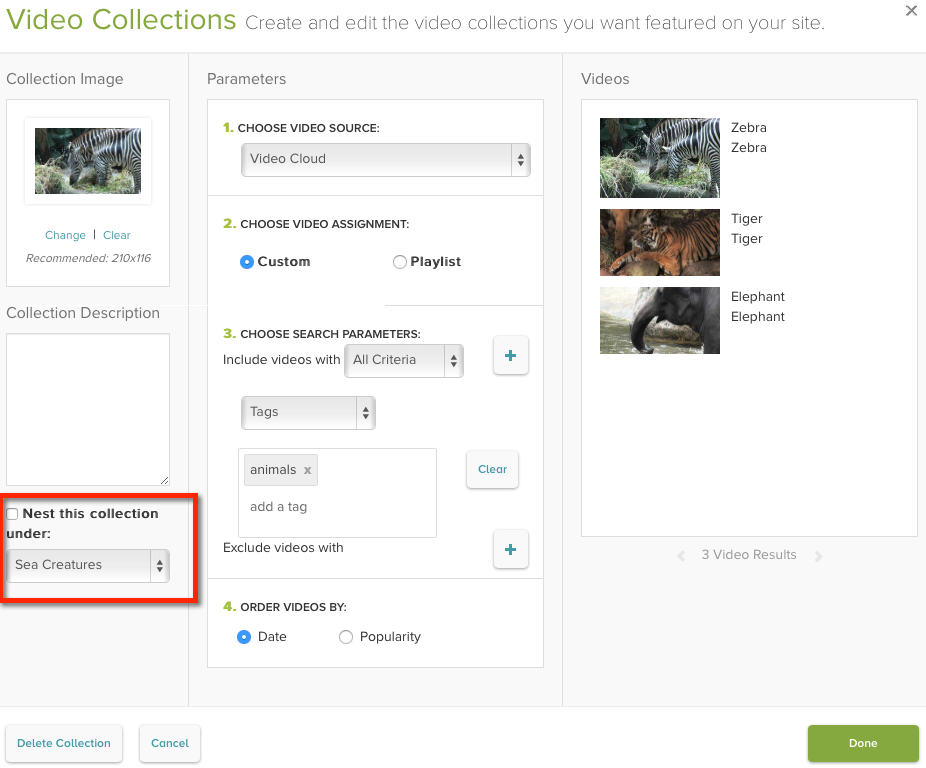 Video Collections Create and edit the video collections you want featured on your site.
Collection Image
Change | Clear
Recommended: 210x116
Collection Description
Nest this collection
under:
Sea Creatures
Parameters
1. CHOOSE VIDEO SOURCE:
Video Cloud
2. CHOOSE VIDEO ASSIGNMENT:
Custom Playlist
3. CHOOSE SEARCH PARAMETERS:
Include videos with All Criteria +
Tags
animals x
add a tag
Clear
Exclude videos with +
4. ORDER VIDEOS BY:
Date Popularity
Videos
Zebra
Zebra
Tiger
Tiger
Elephant
Elephant
3 Video Results
Delete Collection Cancel Done